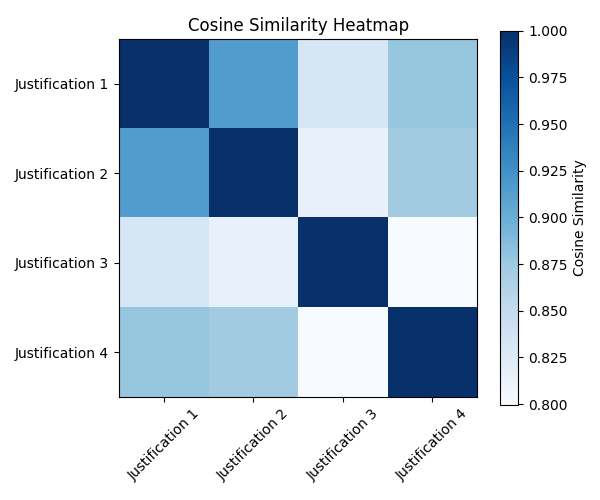 Cosine Similarity Heatmap
Justification 1
Justification 2
Justification 3
Justification 4
Justification 1
Justification 2
Justification 3
Justification 4
1.000
0.975
0.950
0.925
0.900
0.875
0.850
0.825
0.800
Cosine Similarity